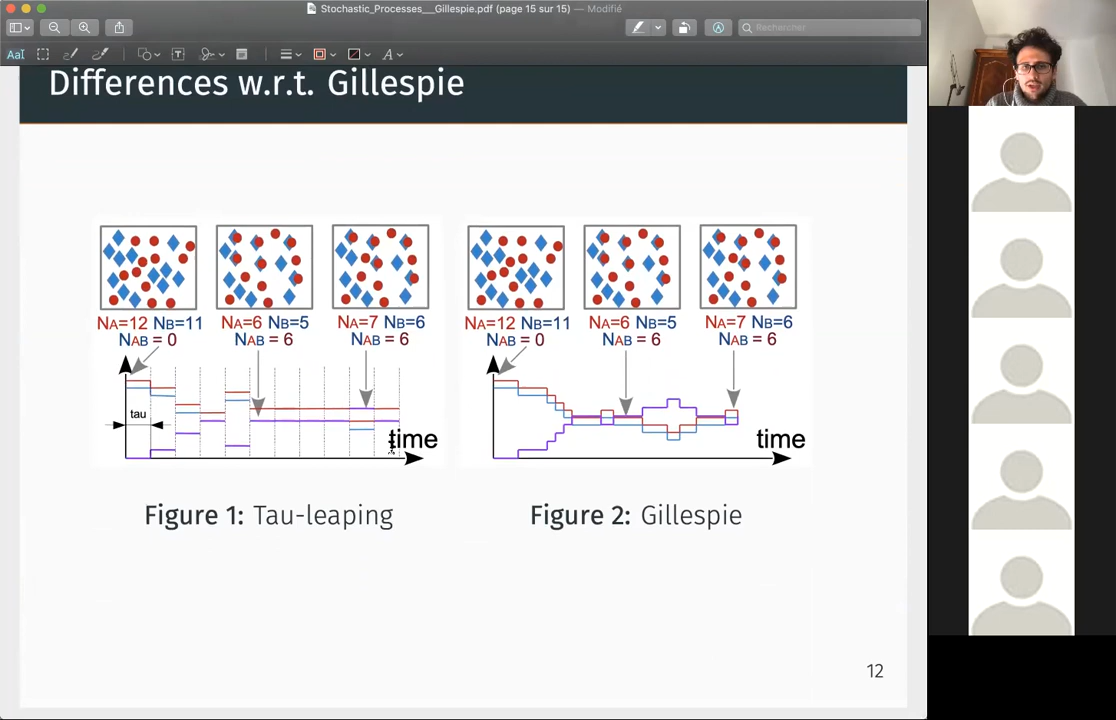 Stochastic_Processes__Gillespie.pdf (page 15 sur 15) — Modifié
Rechercher
AaI
T
A
Differences w.r.t. Gillespie
NA=12 NB=11
NAB = 0
NA=6 NB=5
NAB = 6
NA=7 NB=6
NAB = 6
tau
time
Figure 1: Tau-leaping
NA=12 NB=11
NAB = 0
NA=6 NB=5
NAB = 6
NA=7 NB=6
NAB = 6
time
Figure 2: Gillespie
12